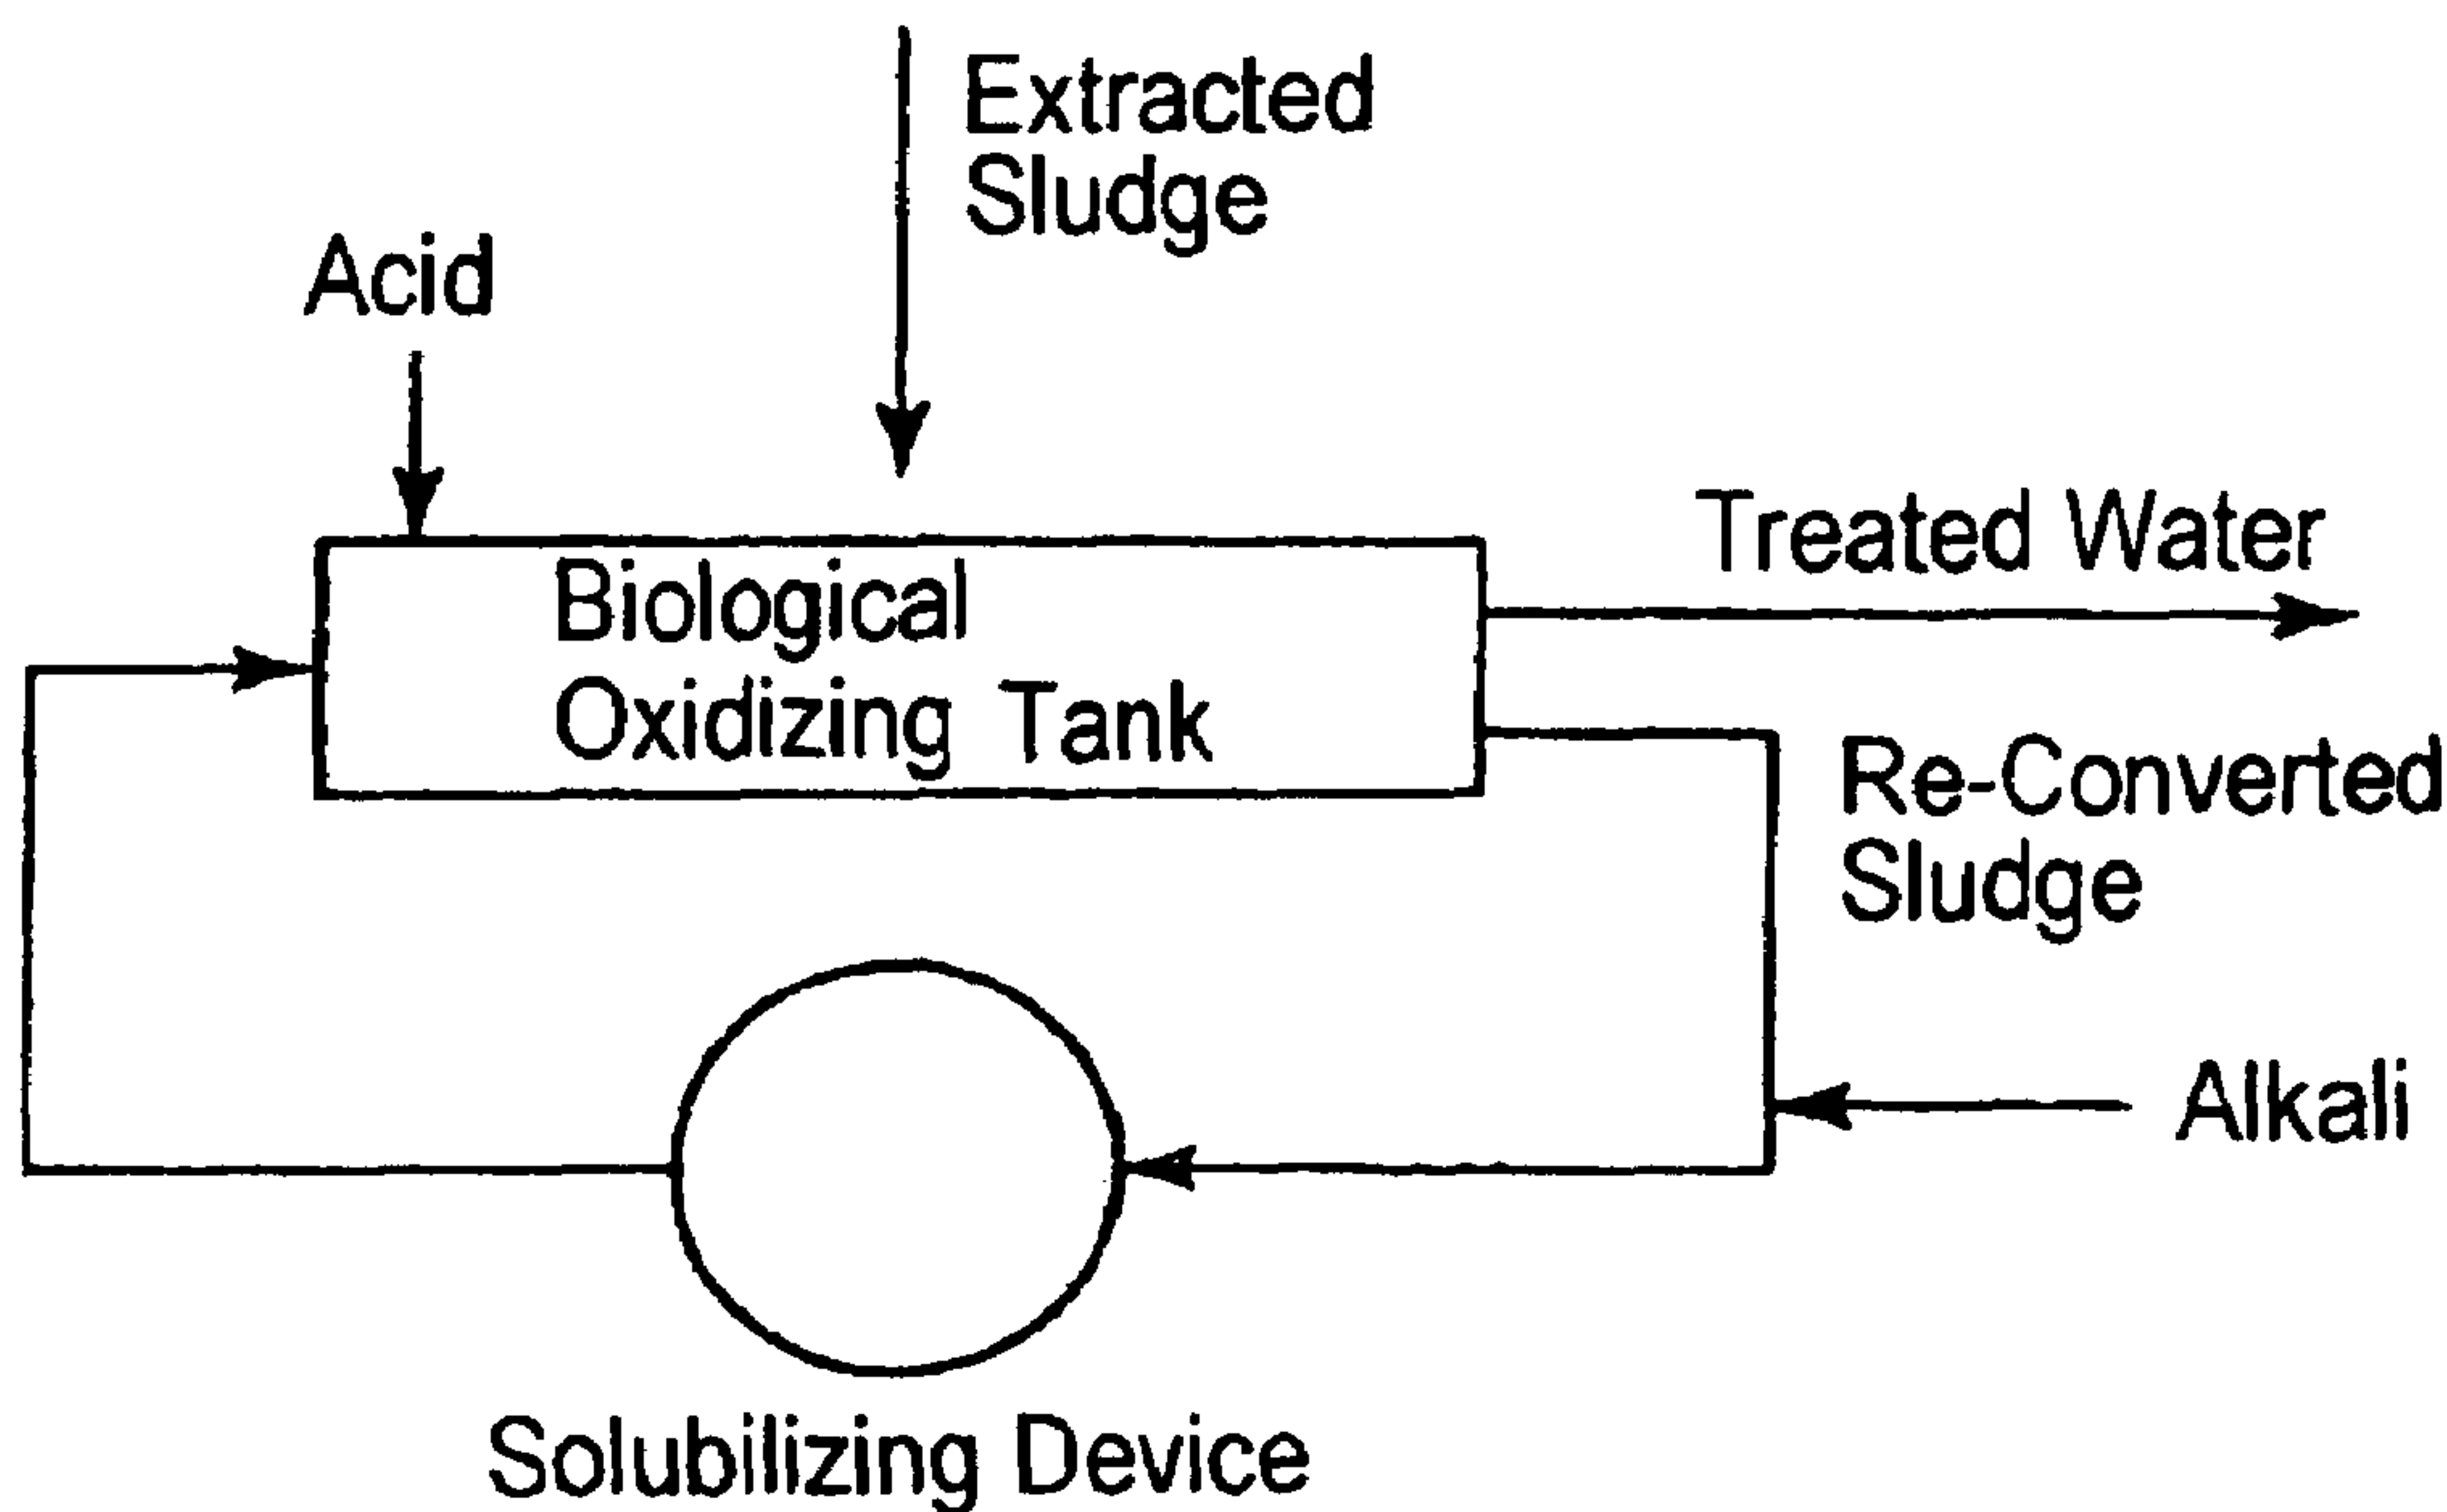 Extracted
Sludge
Acid
Treated Water
Biological
Oxidizing Tank
Re-Converted
Sludge
Alkali
Solubilizing Device